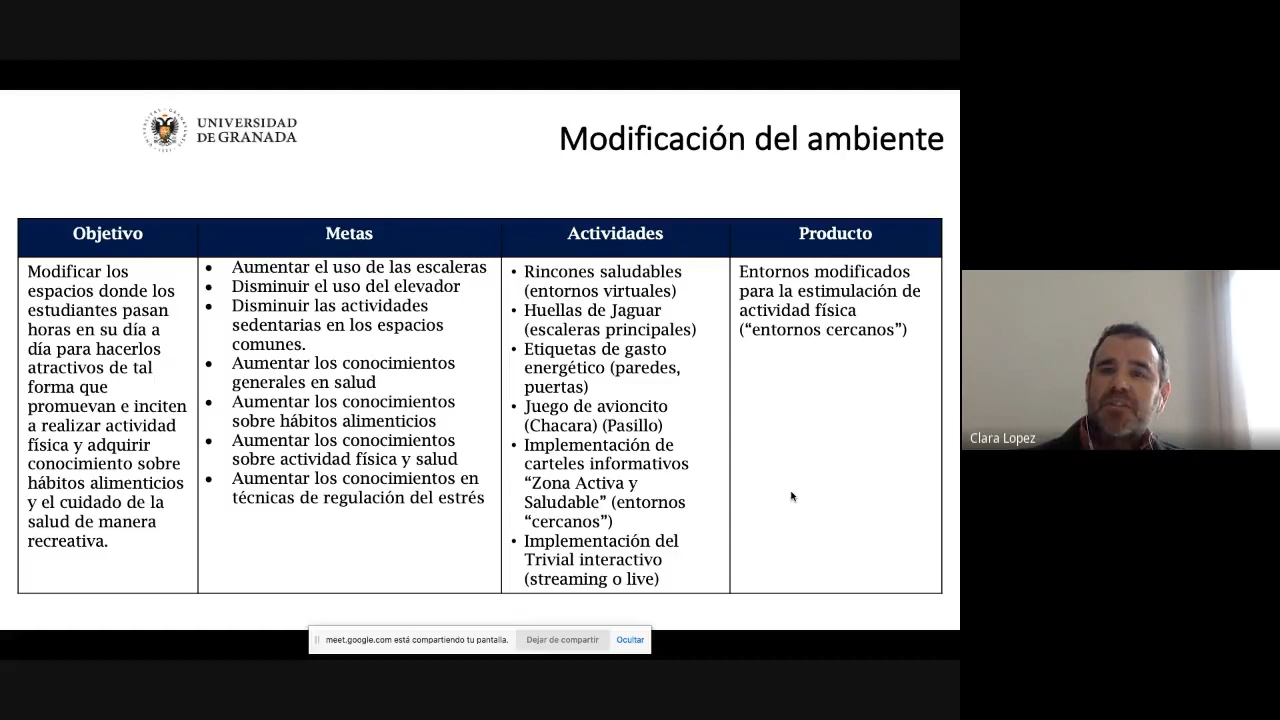 UNIVERSIDAD
DE GRANADA
Modificación del ambiente
Objetivo
Metas
Actividades
Producto
Modificar los
espacios donde los
estudiantes pasan
horas en su día a
día para hacerlos
atractivos de tal
forma que
promuevan e inciten
a realizar actividad
física y adquirir
conocimiento sobre
hábitos alimenticios
y el cuidado de la
salud de manera
recreativa.
• Aumentar el uso de las escaleras
• Disminuir el uso del elevador
• Disminuir las actividades
sedentarias en los espacios
comunes.
• Aumentar los conocimientos
generales en salud
• Aumentar los conocimientos
sobre hábitos alimenticios
• Aumentar los conocimientos
sobre actividad física y salud
• Aumentar los conocimientos en
técnicas de regulación del estrés
• Rincones saludables
(entornos virtuales)
• Huellas de Jaguar
(escaleras principales)
• Etiquetas de gasto
energético (paredes,
puertas)
• Juego de avioncito
(Chacara) (Pasillo)
• Implementación de
carteles informativos
“Zona Activa y
Saludable” (entornos
“cercanos”)
• Implementación del
Trivial interactivo
(streaming o live)
Entornos modificados
para la estimulación de
actividad física
(“entornos cercanos”)
meet.google.com está compartiendo tu pantalla.
Dejar de compartir
Ocultar
Clara Lopez